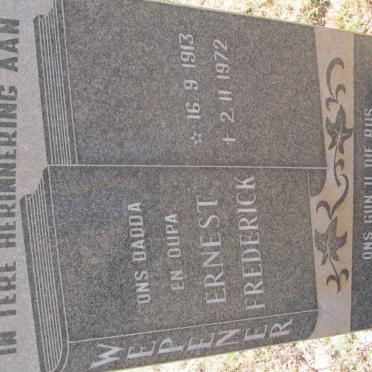 IN TERE HERINNERING AAN
WEPENER
ONS DADDA
EN OUPA
ERNEST
FREDERICK
☆ 16. 9. 1913
† 2. 11. 1972
ONS GUN U DIE RUS